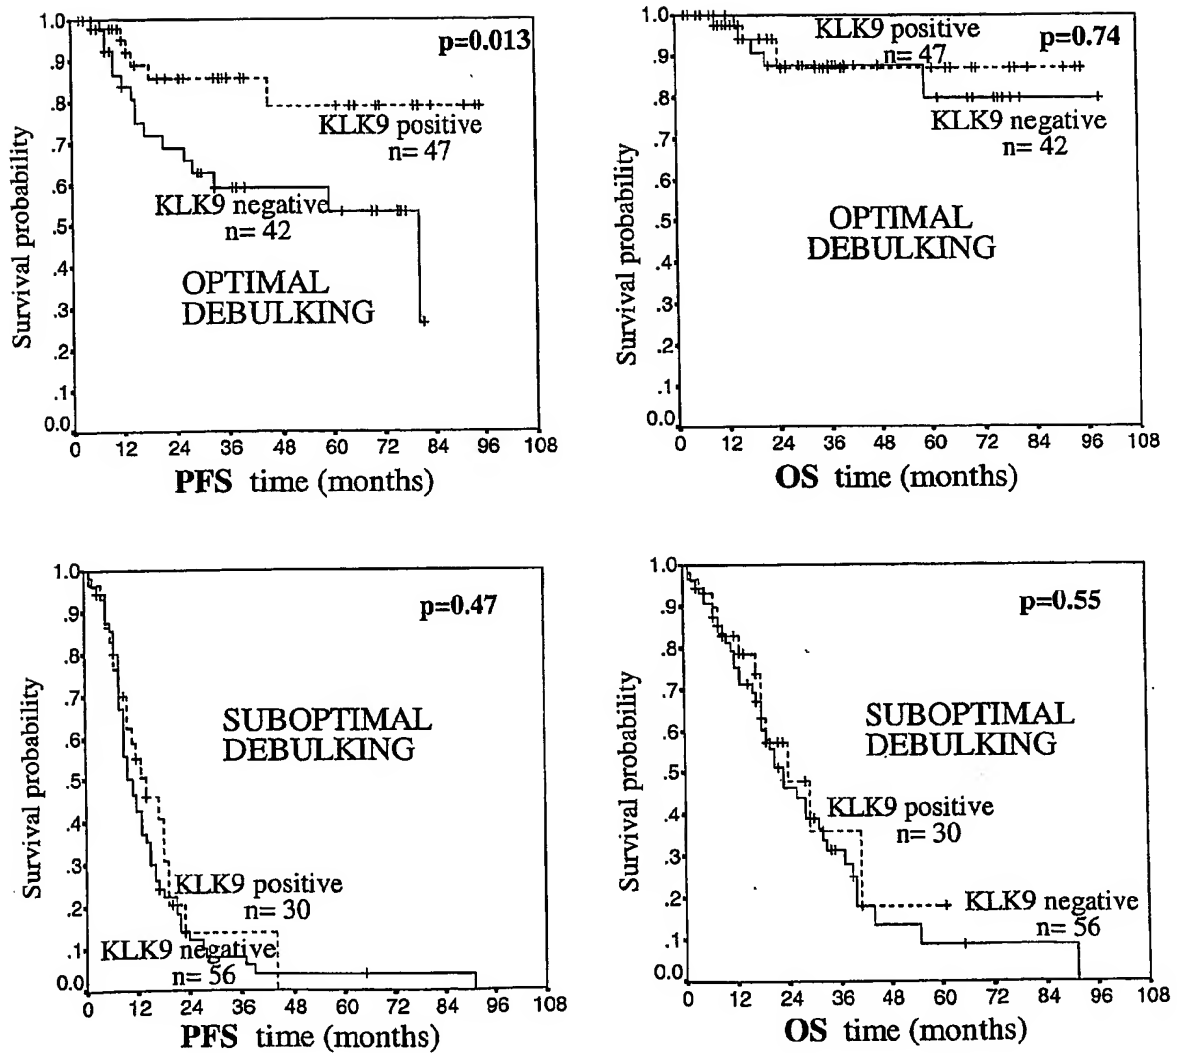 1.0
.9
.8
.7
.6
.5
.4
.3
.2
.1
0.0
Survival probability
p=0.013
KLK9 positive
n= 47
KLK9 negative
n= 42
OPTIMAL
DEBULKING
0 12 24 36 48 60 72 84 96 108
PFS time (months)
1.0
.9
.8
.7
.6
.5
.4
.3
.2
.1
0.0
Survival probability
KLK9 positive
n= 47
p=0.74
KLK9 negative
n= 42
OPTIMAL
DEBULKING
0 12 24 36 48 60 72 84 96 108
OS time (months)
1.0
.9
.8
.7
.6
.5
.4
.3
.2
.1
0.0
Survival probability
p=0.47
SUBOPTIMAL
DEBULKING
KLK9 positive
n= 30
KLK9 negative
n= 56
0 12 24 36 48 60 72 84 96 108
PFS time (months)
1.0
.9
.8
.7
.6
.5
.4
.3
.2
.1
0.0
Survival probability
p=0.55
SUBOPTIMAL
DEBULKING
KLK9 positive
n= 30
KLK9 negative
n= 56
0 12 24 36 48 60 72 84 96 108
OS time (months)